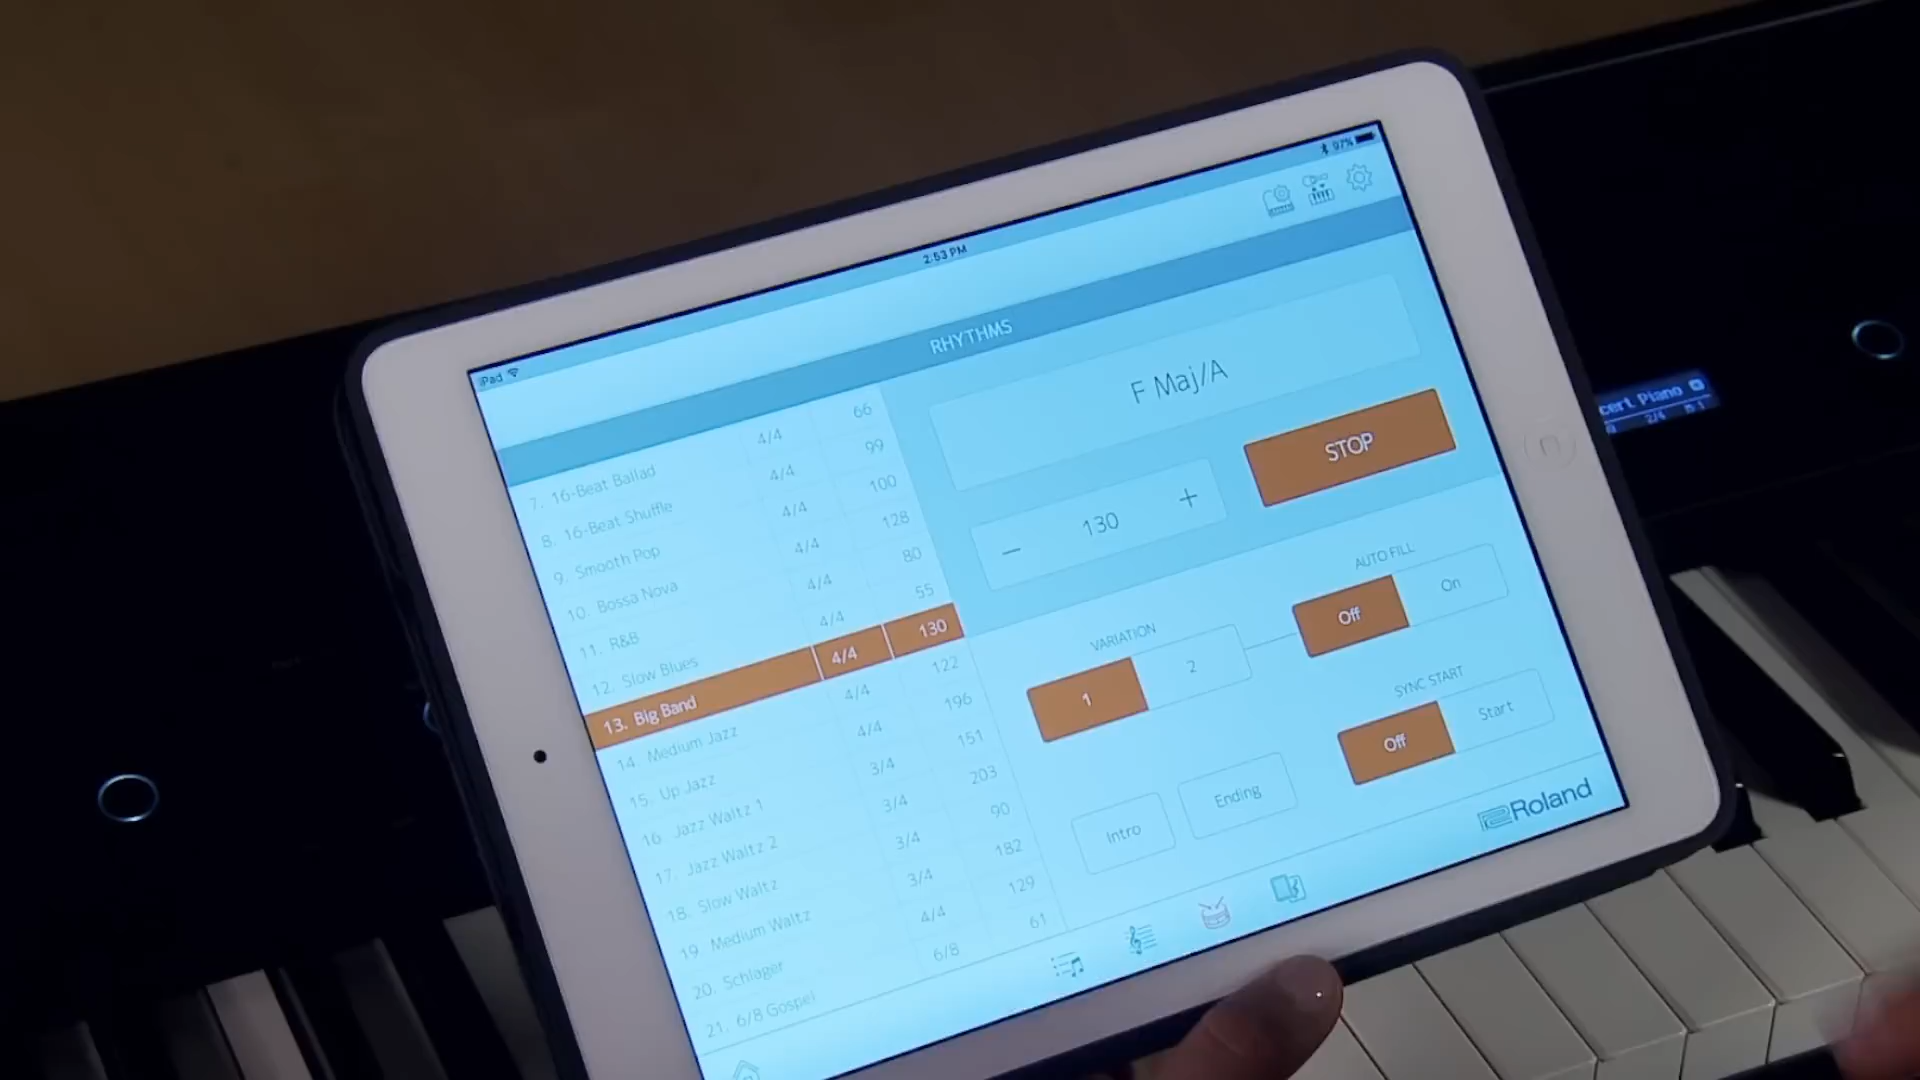 iPad
2:53 PM
97%
RHYTHMS
7. 16-Beat Ballad 4/4 66
8. 16-Beat Shuffle 4/4 99
9. Smooth Pop 4/4 100
10. Bossa Nova 4/4 128
11. R&B 4/4 80
12. Slow Blues 4/4 55
13. Big Band 4/4 130
14. Medium Jazz 4/4 122
15. Up Jazz 4/4 196
16. Jazz Waltz 1 3/4 151
17. Jazz Waltz 2 3/4 203
18. Slow Waltz 3/4 90
19. Medium Waltz 3/4 182
20. Schlager 4/4 129
21. 6/8 Gospel 6/8 61
F Maj/A
− 130 +
STOP
AUTO FILL
Off On
VARIATION
1 2
SYNC START
Off Start
Intro Ending
Roland
cert Piano
2/4